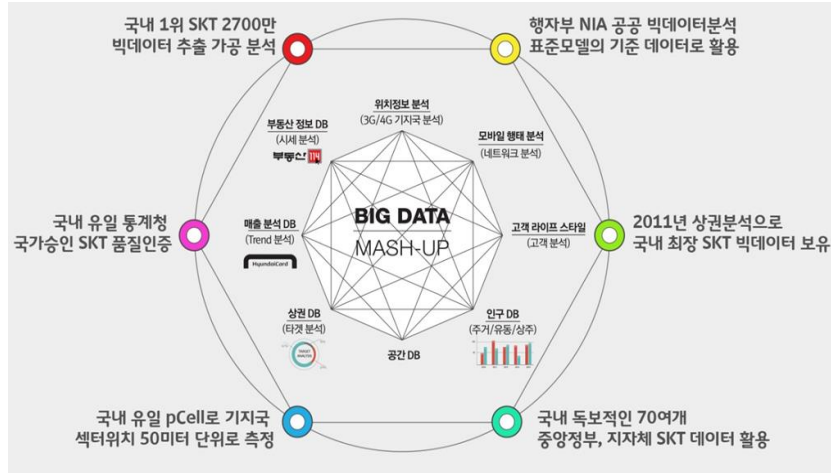 국내 1위 SKT 2700만
빅데이터 추출 가공 분석
행자부 NIA 공공 빅데이터분석
표준모델의 기준 데이터로 활용
위치정보 분석
(3G/4G 기지국 분석)
부동산 정보 DB
(시세 분석)
부동산 114
모바일 행태 분석
(네트워크 분석)
국내 유일 통계청
국가승인 SKT 품질인증
매출 분석 DB
(Trend 분석)
HyundaiCard
BIG DATA
MASH-UP
고객 라이프 스타일
(고객 분석)
2011년 상권분석으로
국내 최장 SKT 빅데이터 보유
상권 DB
(타겟 분석)
TARGET
ANALYSIS
공간 DB
인구 DB
(주거/유동/상주)
국내 유일 pCell로 기지국
섹터위치 50미터 단위로 측정
국내 독보적인 70여개
중앙정부, 지자체 SKT 데이터 활용